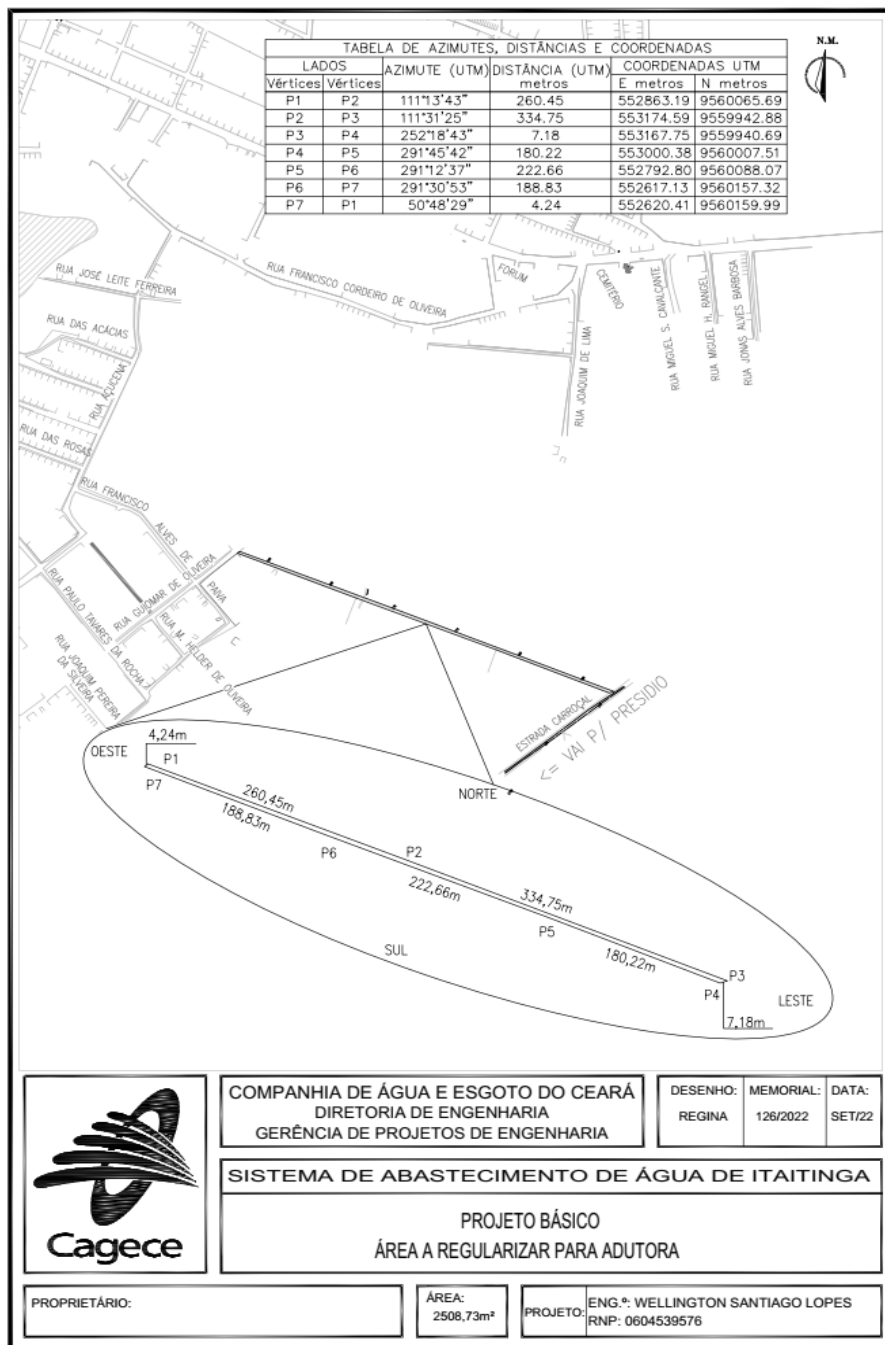 N.M.
TABELA DE AZIMUTES, DISTÂNCIAS E COORDENADAS
LADOS AZIMUTE (UTM) DISTÂNCIA (UTM) metros COORDENADAS UTM
Vértices Vértices E metros N metros
P1 P2 111°13'43" 260.45 552863.19 9560065.69
P2 P3 111°31'25" 334.75 553174.59 9559942.88
P3 P4 252°18'43" 7.18 553167.75 9559940.69
P4 P5 291°45'42" 180.22 553000.38 9560007.51
P5 P6 291°12'37" 222.66 552792.80 9560088.07
P6 P7 291°30'53" 188.83 552617.13 9560157.32
P7 P1 50°48'29" 4.24 552620.41 9560159.99
RUA JOSÉ LEITE FERREIRA
RUA FRANCISCO CORDEIRO DE OLIVEIRA
FORUM
CEMITÉRIO
RUA MIGUEL S. CAVALCANTE
RUA MIGUEL H. RANGEL
RUA JONAS ALVES BARBOSA
RUA JOAQUIM DE LIMA
RUA DAS ACÁCIAS
RUA AÇUCENA
RUA DAS ROSAS
RUA FRANCISCO ALVES DE PAIVA
RUA GUIOMAR DE OLIVEIRA
RUA PAULO TAVARES DA ROCHA
RUA M. HELDER DE OLIVEIRA
RUA JOAQUIM PEREIRA
DA SILVEIRA
ESTRADA CARROÇAL
<= VAI P/ PRESIDIO
OESTE
4,24m
P1
P7
NORTE
260,45m
188,83m
P6
P2
222,66m
334,75m
P5
SUL
180,22m
P3
P4
LESTE
7,18m
Cagece
COMPANHIA DE ÁGUA E ESGOTO DO CEARÁ
DIRETORIA DE ENGENHARIA
GERÊNCIA DE PROJETOS DE ENGENHARIA
DESENHO: MEMORIAL: DATA:
REGINA 126/2022 SET/22
SISTEMA DE ABASTECIMENTO DE ÁGUA DE ITAITINGA
PROJETO BÁSICO
ÁREA A REGULARIZAR PARA ADUTORA
PROPRIETÁRIO:
ÁREA:
2508,73m²
PROJETO:
ENG.º: WELLINGTON SANTIAGO LOPES
RNP: 0604539576